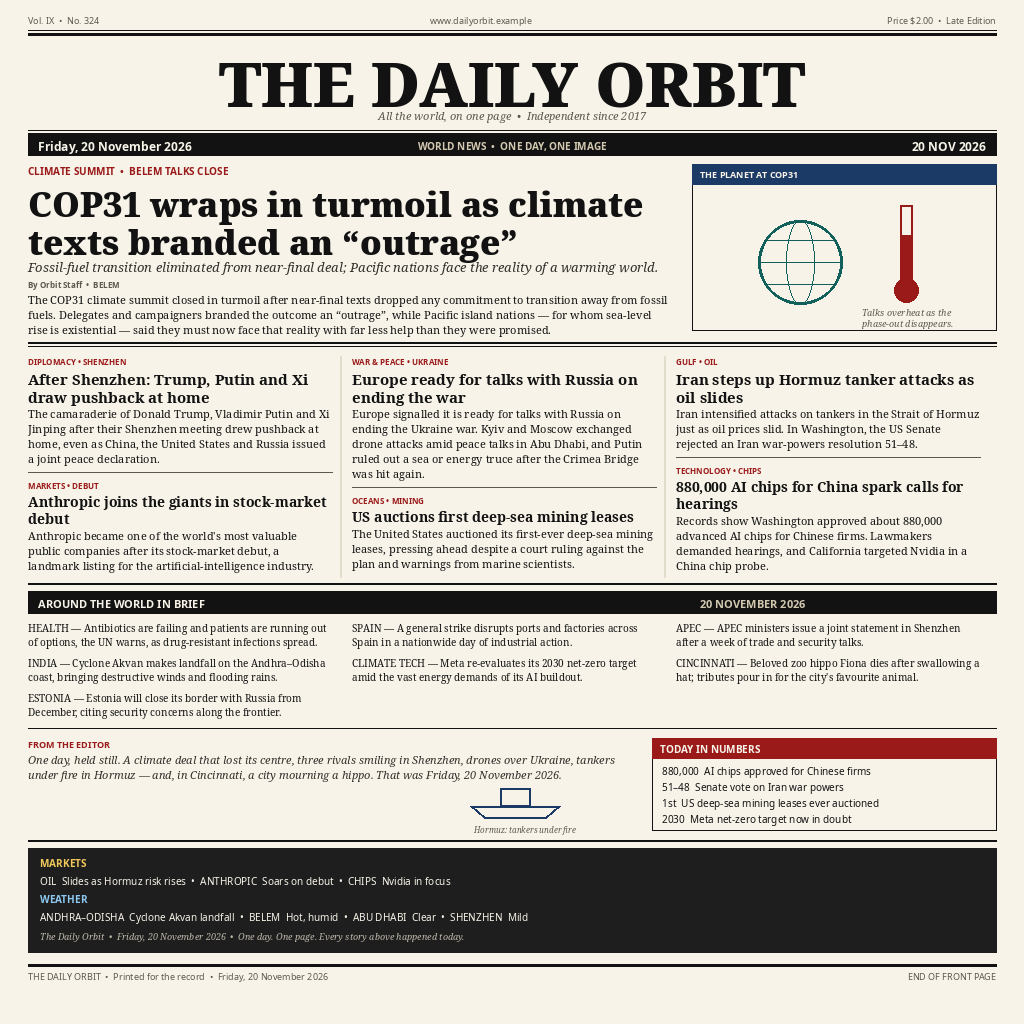 Vol. IX • No. 324
www.dailyorbit.example
Price $2.00 • Late Edition
THE DAILY ORBIT
All the world, on one page • Independent since 2017
Friday, 20 November 2026
WORLD NEWS • ONE DAY, ONE IMAGE
20 NOV 2026
CLIMATE SUMMIT • BELEM TALKS CLOSE
COP31 wraps in turmoil as climate
texts branded an “outrage”
Fossil-fuel transition eliminated from near-final deal; Pacific nations face the reality of a warming world.
By Orbit Staff • BELEM
The COP31 climate summit closed in turmoil after near-final texts dropped any commitment to transition away from fossil
fuels. Delegates and campaigners branded the outcome an “outrage”, while Pacific island nations — for whom sea-level
rise is existential — said they must now face that reality with far less help than they were promised.
THE PLANET AT COP31
Talks overheat as the
phase-out disappears.
DIPLOMACY • SHENZHEN
After Shenzhen: Trump, Putin and Xi
draw pushback at home
The camaraderie of Donald Trump, Vladimir Putin and Xi
Jinping after their Shenzhen meeting drew pushback at
home, even as China, the United States and Russia issued
a joint peace declaration.
MARKETS • DEBUT
Anthropic joins the giants in stock-market
debut
Anthropic became one of the world's most valuable
public companies after its stock-market debut, a
landmark listing for the artificial-intelligence industry.
WAR & PEACE • UKRAINE
Europe ready for talks with Russia on
ending the war
Europe signalled it is ready for talks with Russia on
ending the Ukraine war. Kyiv and Moscow exchanged
drone attacks amid peace talks in Abu Dhabi, and Putin
ruled out a sea or energy truce after the Crimea Bridge
was hit again.
OCEANS • MINING
US auctions first deep-sea mining leases
The United States auctioned its first-ever deep-sea mining
leases, pressing ahead despite a court ruling against the
plan and warnings from marine scientists.
GULF • OIL
Iran steps up Hormuz tanker attacks as
oil slides
Iran intensified attacks on tankers in the Strait of Hormuz
just as oil prices slid. In Washington, the US Senate
rejected an Iran war-powers resolution 51–48.
TECHNOLOGY • CHIPS
880,000 AI chips for China spark calls for
hearings
Records show Washington approved about 880,000
advanced AI chips for Chinese firms. Lawmakers
demanded hearings, and California targeted Nvidia in a
China chip probe.
AROUND THE WORLD IN BRIEF
20 NOVEMBER 2026
HEALTH — Antibiotics are failing and patients are running out
of options, the UN warns, as drug-resistant infections spread.
INDIA — Cyclone Akvan makes landfall on the Andhra–Odisha
coast, bringing destructive winds and flooding rains.
ESTONIA — Estonia will close its border with Russia from
December, citing security concerns along the frontier.
SPAIN — A general strike disrupts ports and factories across
Spain in a nationwide day of industrial action.
CLIMATE TECH — Meta re-evaluates its 2030 net-zero target
amid the vast energy demands of its AI buildout.
APEC — APEC ministers issue a joint statement in Shenzhen
after a week of trade and security talks.
CINCINNATI — Beloved zoo hippo Fiona dies after swallowing a
hat; tributes pour in for the city's favourite animal.
FROM THE EDITOR
One day, held still. A climate deal that lost its centre, three rivals smiling in Shenzhen, drones over Ukraine, tankers
under fire in Hormuz — and, in Cincinnati, a city mourning a hippo. That was Friday, 20 November 2026.
Hormuz: tankers under fire
TODAY IN NUMBERS
880,000 AI chips approved for Chinese firms
51–48 Senate vote on Iran war powers
1st US deep-sea mining leases ever auctioned
2030 Meta net-zero target now in doubt
MARKETS
OIL Slides as Hormuz risk rises • ANTHROPIC Soars on debut • CHIPS Nvidia in focus
WEATHER
ANDHRA–ODISHA Cyclone Akvan landfall • BELEM Hot, humid • ABU DHABI Clear • SHENZHEN Mild
The Daily Orbit • Friday, 20 November 2026 • One day. One page. Every story above happened today.
THE DAILY ORBIT • Printed for the record • Friday, 20 November 2026
END OF FRONT PAGE